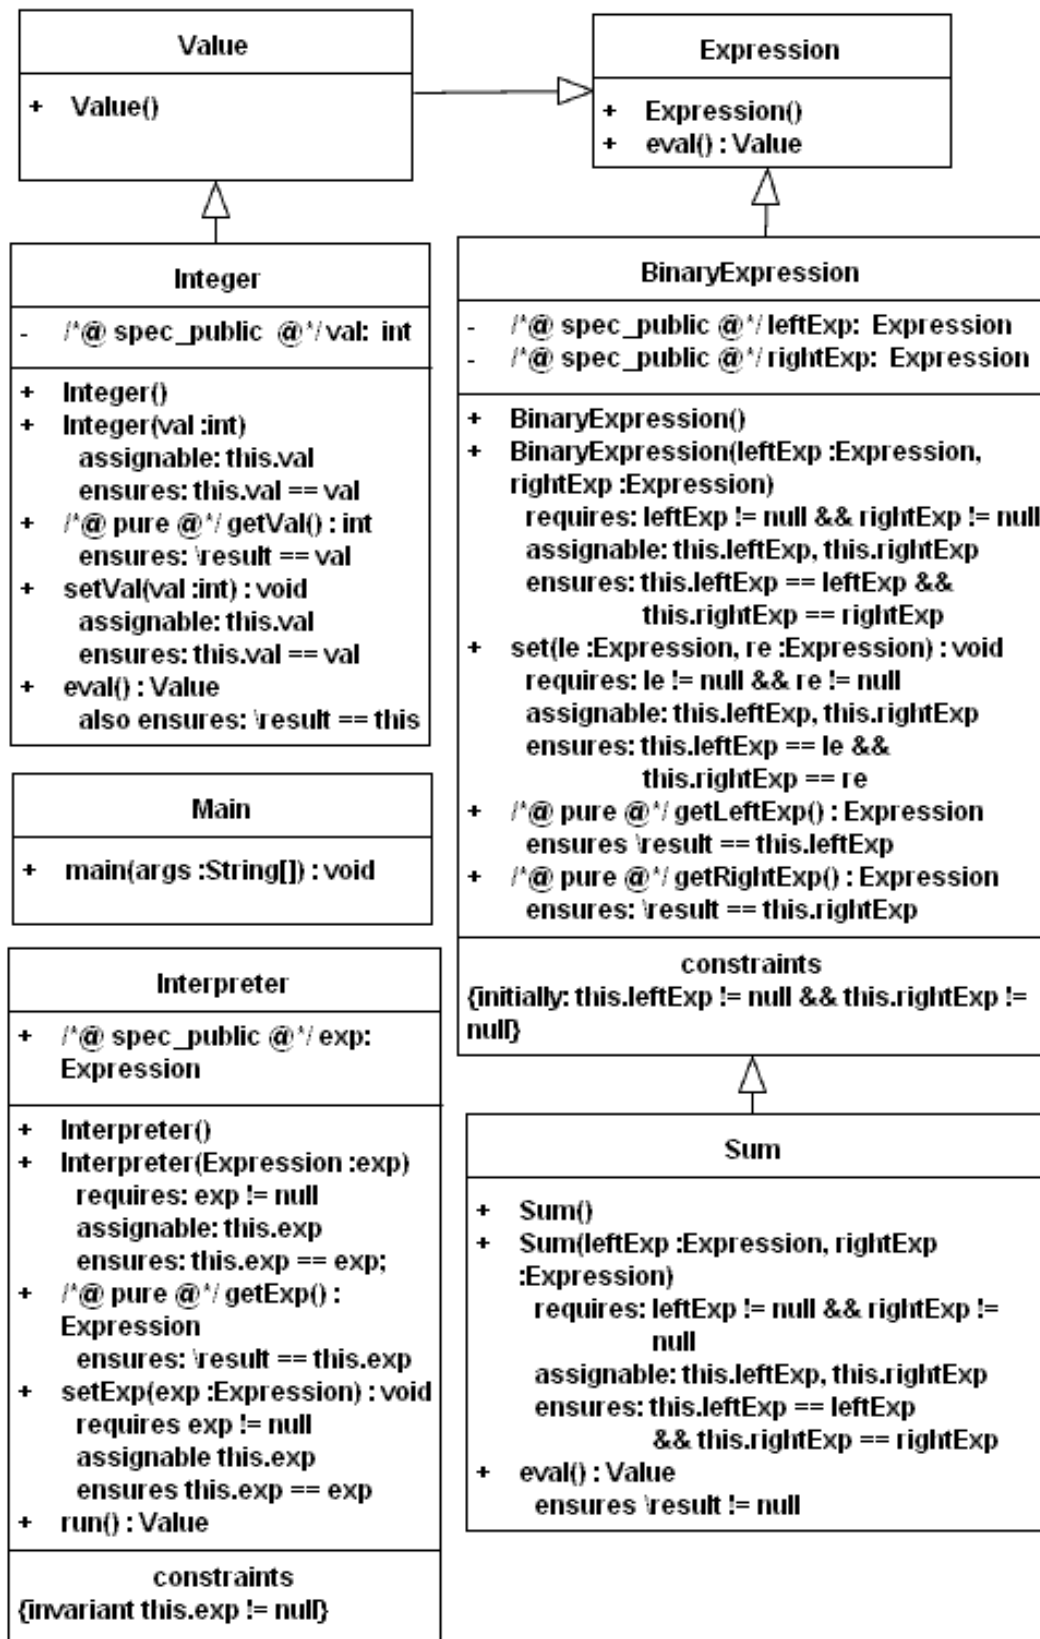 Value
+ Value()
Expression
+ Expression()
+ eval() : Value
Integer
- /*@ spec_public @*/ val: int
+ Integer()
+ Integer(val :int)
assignable: this.val
ensures: this.val == val
+ /*@ pure @*/ getVal() : int
ensures: \result == val
+ setVal(val :int) : void
assignable: this.val
ensures: this.val == val
+ eval() : Value
also ensures: \result == this
BinaryExpression
- /*@ spec_public @*/ leftExp: Expression
- /*@ spec_public @*/ rightExp: Expression
+ BinaryExpression()
+ BinaryExpression(leftExp :Expression,
rightExp :Expression)
requires: leftExp != null && rightExp != null
assignable: this.leftExp, this.rightExp
ensures: this.leftExp == leftExp &&
this.rightExp == rightExp
+ set(le :Expression, re :Expression) : void
requires: le != null && re != null
assignable: this.leftExp, this.rightExp
ensures: this.leftExp == le &&
this.rightExp == re
+ /*@ pure @*/ getLeftExp() : Expression
ensures \result == this.leftExp
+ /*@ pure @*/ getRightExp() : Expression
ensures: \result == this.rightExp
constraints
{initially: this.leftExp != null && this.rightExp !=
null}
Main
+ main(args :String[]) : void
Interpreter
+ /*@ spec_public @*/ exp:
Expression
+ Interpreter()
+ Interpreter(Expression :exp)
requires: exp != null
assignable: this.exp
ensures: this.exp == exp;
+ /*@ pure @*/ getExp() :
Expression
ensures: \result == this.exp
+ setExp(exp :Expression) : void
requires exp != null
assignable this.exp
ensures this.exp == exp
+ run() : Value
constraints
{invariant this.exp != null}
Sum
+ Sum()
+ Sum(leftExp :Expression, rightExp
:Expression)
requires: leftExp != null && rightExp !=
null
assignable: this.leftExp, this.rightExp
ensures: this.leftExp == leftExp
&& this.rightExp == rightExp
+ eval() : Value
ensures \result != null